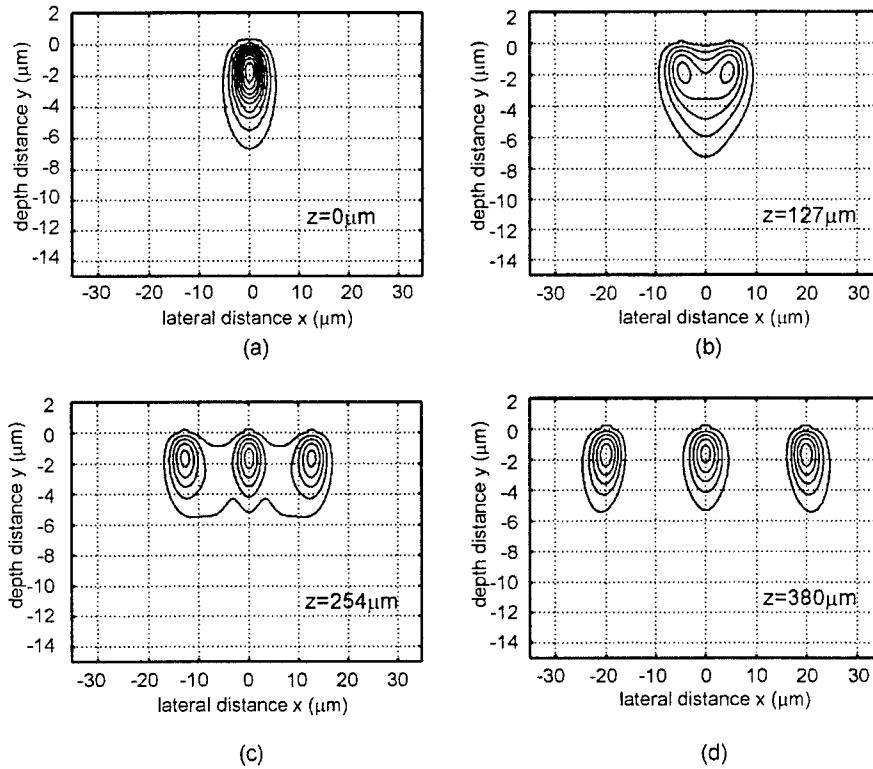 2
0
-2
-4
-6
-8
-10
-12
-14
depth distance y (μm)
z=0μm
-30 -20 -10 0 10 20 30
lateral distance x (μm)
(a)
2
0
-2
-4
-6
-8
-10
-12
-14
depth distance y (μm)
z=127μm
-30 -20 -10 0 10 20 30
lateral distance x (μm)
(b)
2
0
-2
-4
-6
-8
-10
-12
-14
depth distance y (μm)
z=254μm
-30 -20 -10 0 10 20 30
lateral distance x (μm)
(c)
2
0
-2
-4
-6
-8
-10
-12
-14
depth distance y (μm)
z=380μm
-30 -20 -10 0 10 20 30
lateral distance x (μm)
(d)